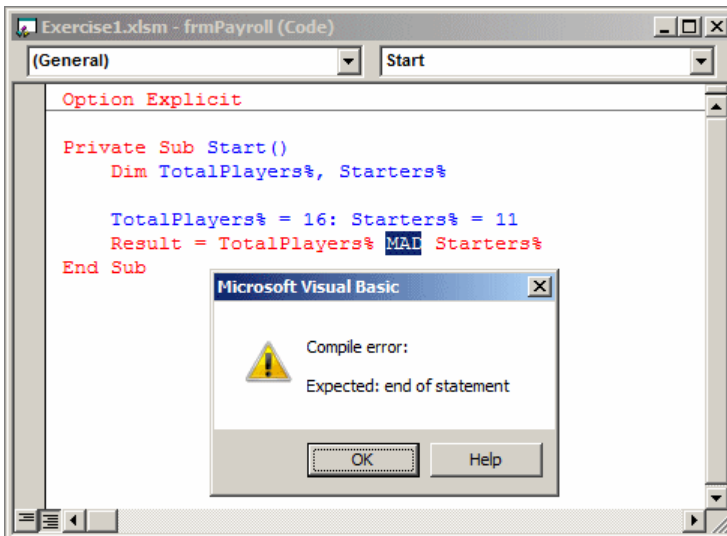 Exercise1.xlsm - frmPayroll (Code)
(General) Start
Option Explicit
Private Sub Start()
Dim TotalPlayers%, Starters%
TotalPlayers% = 16: Starters% = 11
Result = TotalPlayers% MAD Starters%
End Sub
Microsoft Visual Basic
Compile error:
Expected: end of statement
OK Help